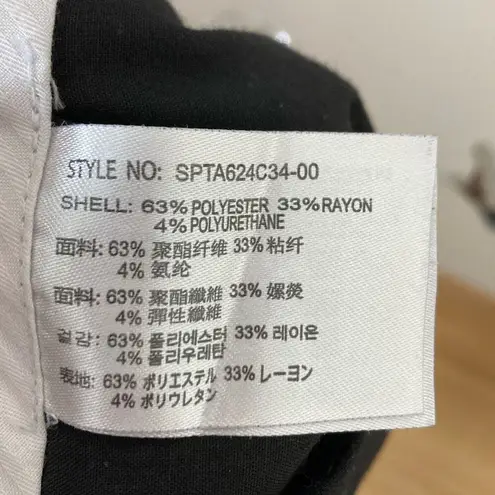 STYLE NO: SPTA624C34-00
SHELL: 63% POLYESTER 33% RAYON
4% POLYURETHANE
面料: 63% 聚酯纤维 33% 粘纤
4% 氨纶
面料: 63% 聚酯纖維 33% 嫘熒
4% 彈性纖維
겉감: 63% 폴리에스터 33% 레이온
4% 폴리우레탄
表地: 63% ポリエステル 33% レーヨン
4% ポリウレタン